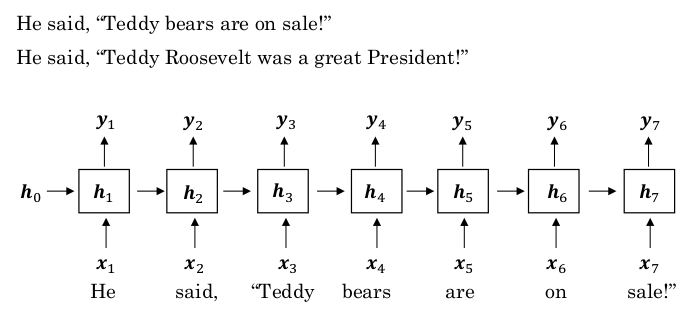 He said, “Teddy bears are on sale!”
He said, “Teddy Roosevelt was a great President!”
y₁ y₂ y₃ y₄ y₅ y₆ y₇
h₀ h₁ h₂ h₃ h₄ h₅ h₆ h₇
x₁ x₂ x₃ x₄ x₅ x₆ x₇
He said, “Teddy bears are on sale!”